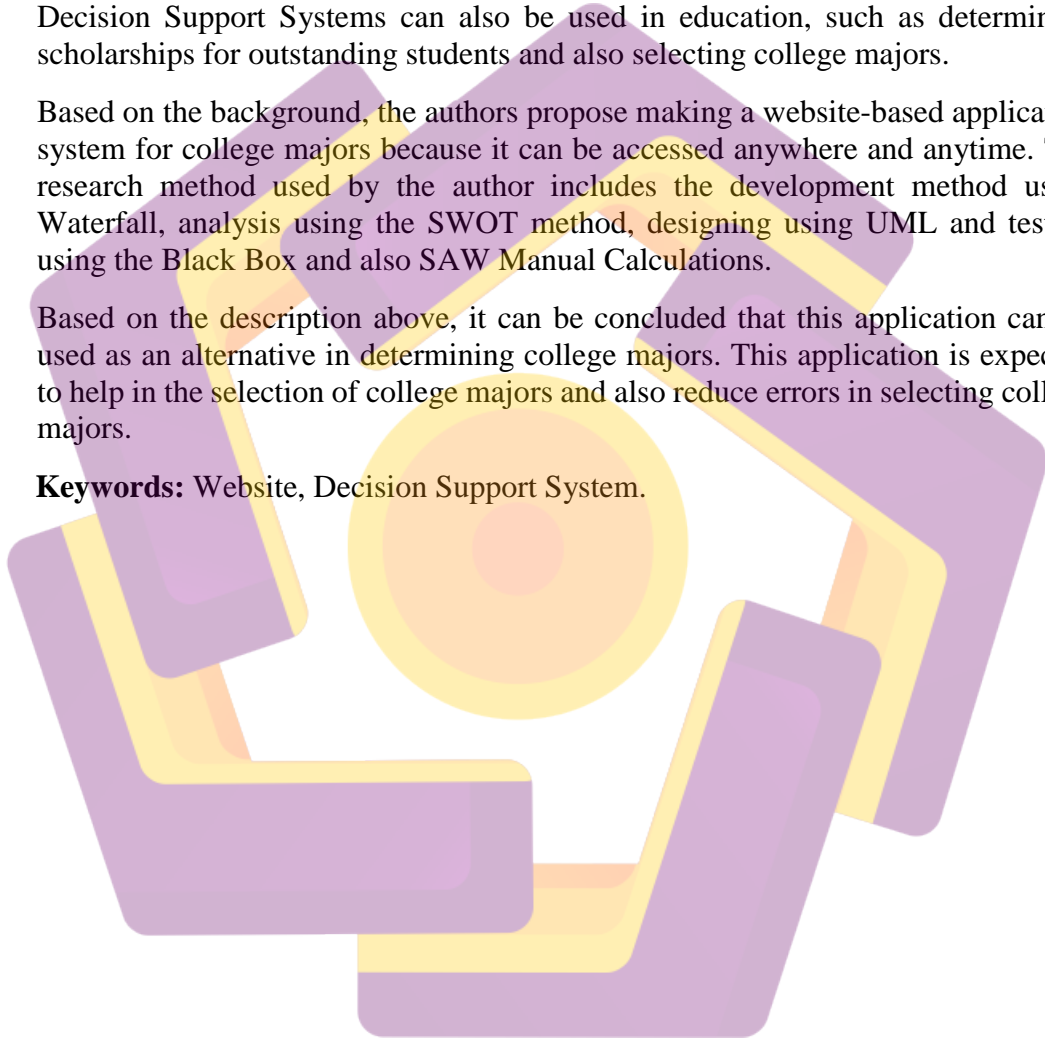 Decision Support Systems can also be used in education, such as determin
scholarships for outstanding students and also selecting college majors.
Based on the background, the authors propose making a website-based applica
system for college majors because it can be accessed anywhere and anytime.
research method used by the author includes the development method us
Waterfall, analysis using the SWOT method, designing using UML and test
using the Black Box and also SAW Manual Calculations.
Based on the description above, it can be concluded that this application can
used as an alternative in determining college majors. This application is expec
to help in the selection of college majors and also reduce errors in selecting coll
majors.
Keywords: Website, Decision Support System.